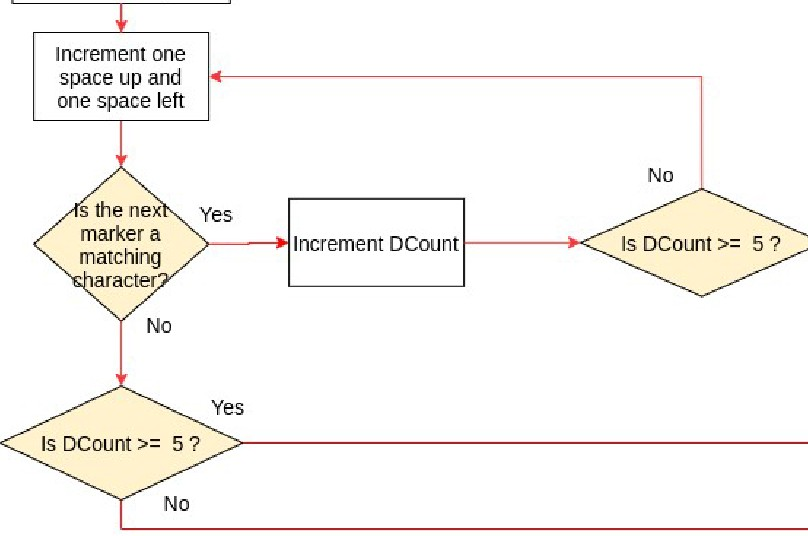 Increment one
space up and
one space left
No
Is the next
marker a
matching
character?
Yes
Increment DCount
Is DCount >= 5 ?
No
Yes
Is DCount >= 5 ?
No